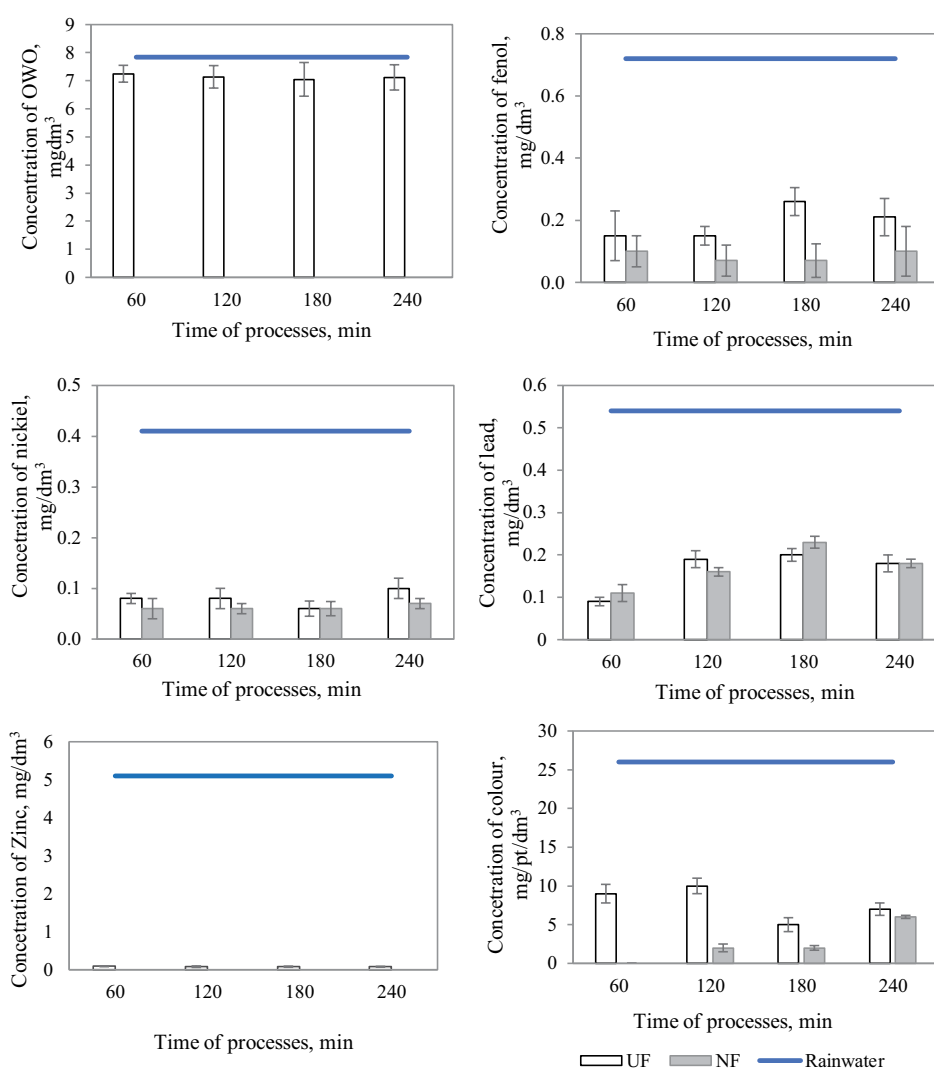 Concentration of OWO,
mgdm³
9
8
7
6
5
4
3
2
1
0
60 120 180 240
Time of processes, min
Concentration of fenol,
mg/dm³
0.8
0.6
0.4
0.2
0.0
60 120 180 240
Time of processes, min
Concetration of nickiel,
mg/dm³
0.5
0.4
0.3
0.2
0.1
0.0
60 120 180 240
Time of processes, min
Concentration of lead,
mg/dm³
0.6
0.5
0.4
0.3
0.2
0.1
0
60 120 180 240
Time of processes, min
Concetration of Zinc, mg/dm³
6
5
4
3
2
1
0
60 120 180 240
Time of processes, min
Concetration of colour,
mg/pt/dm³
30
25
20
15
10
5
0
60 120 180 240
Time of processes, min
UF NF Rainwater